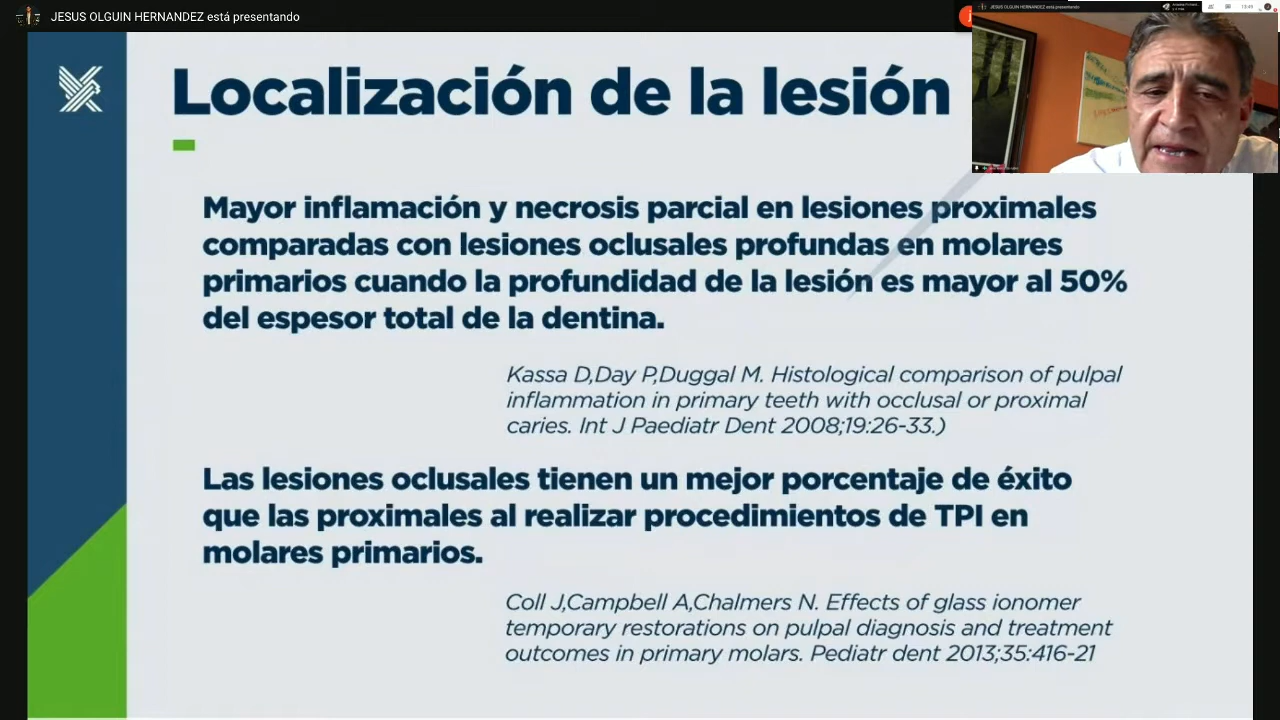 JESUS OLGUIN HERNANDEZ está presentando
JESUS OLGUIN HERNANDEZ está presentando
Localización de la lesión
Mayor inflamación y necrosis parcial en lesiones proximales
comparadas con lesiones oclusales profundas en molares
primarios cuando la profundidad de la lesión es mayor al 50%
del espesor total de la dentina.
Kassa D,Day P,Duggal M. Histological comparison of pulpal
inflammation in primary teeth with occlusal or proximal
caries. Int J Paediatr Dent 2008;19:26-33.)
Las lesiones oclusales tienen un mejor porcentaje de éxito
que las proximales al realizar procedimientos de TPI en
molares primarios.
Coll J,Campbell A,Chalmers N. Effects of glass ionomer
temporary restorations on pulpal diagnosis and treatment
outcomes in primary molars. Pediatr dent 2013;35:416-21